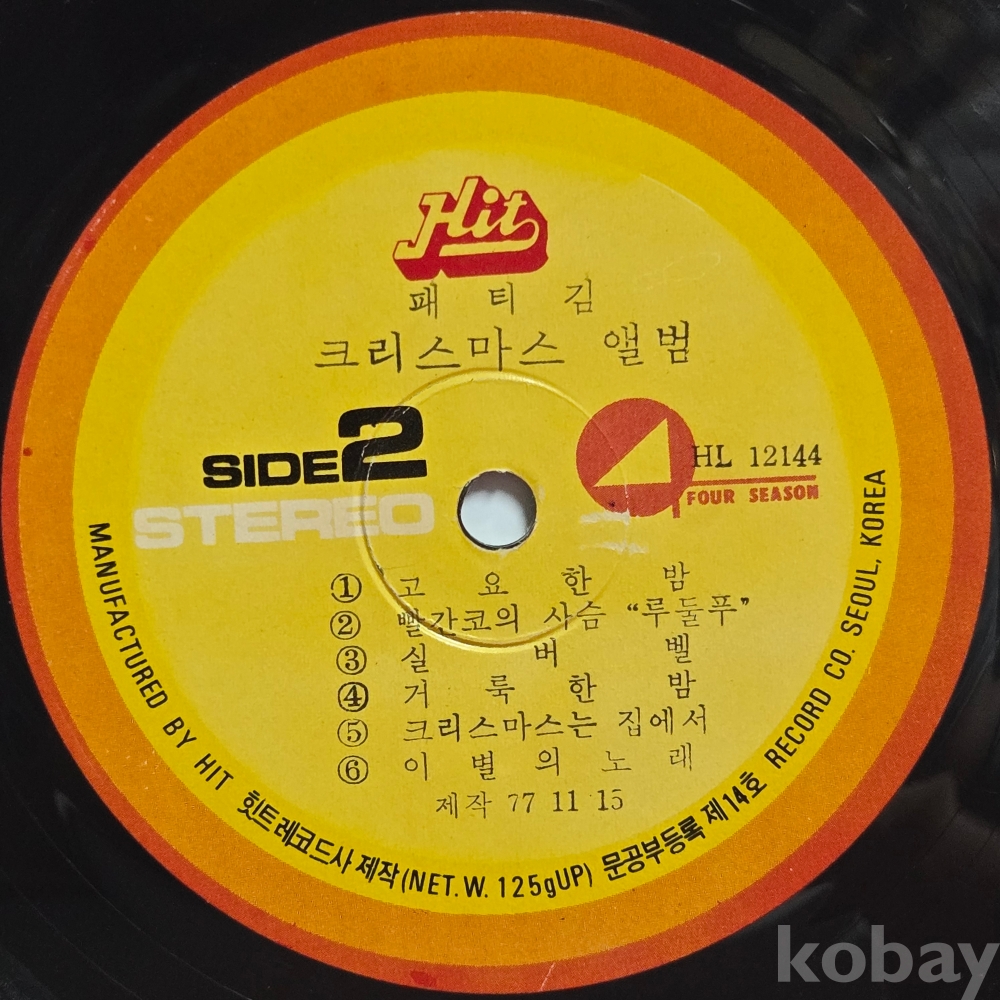 Hit
패 티 김
크리스마스 앨범
SIDE 2
STEREO
HL 12144
FOUR SEASON
① 고 요 한 밤
② 빨간코의 사슴 “루둘푸”
③ 실 버 벨
④ 거 룩 한 밤
⑤ 크리스마스는 집에서
⑥ 이 별 의 노 래
제작 77 11 15
MANUFACTURED BY HIT 힛트레코드사 제작 (NET. W. 125gUP) 문공부등록 제14호 RECORD CO. SEOUL, KOREA
kobay